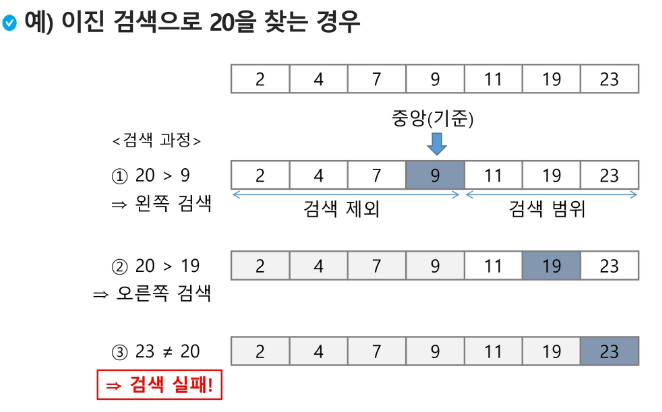 예) 이진 검색으로 20을 찾는 경우
2 4 7 9 11 19 23
중앙(기준)
<검색 과정>
① 20 > 9
2 4 7 9 11 19 23
⇒ 왼쪽 검색
검색 제외
검색 범위
② 20 > 19
2 4 7 9 11 19 23
⇒ 오른쪽 검색
③ 23 ≠ 20
2 4 7 9 11 19 23
⇒ 검색 실패!